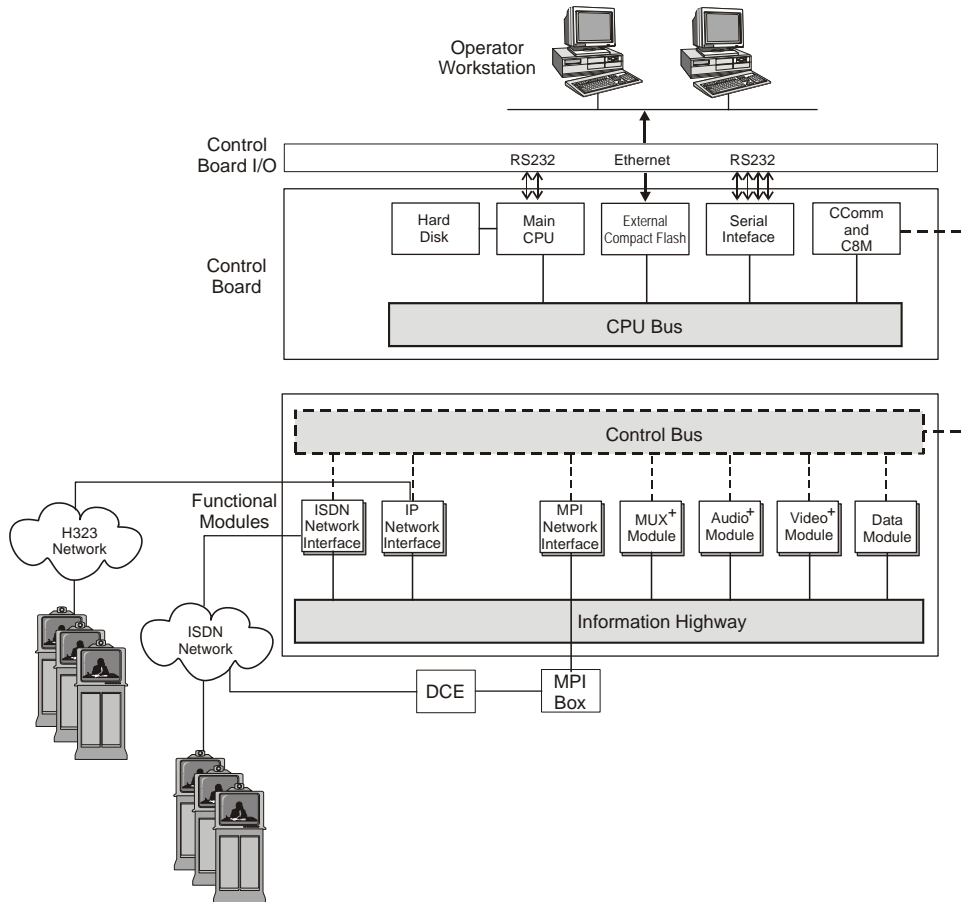 Operator
Workstation
Control
Board I/O
RS232
Ethernet
RS232
Hard
Disk
Main
CPU
External
Compact Flash
Serial
Inteface
CComm
and
C8M
Control
Board
CPU Bus
Control Bus
Functional
Modules
ISDN
Network
Interface
IP
Network
Interface
MPI
Network
Interface
MUX+
Module
Audio+
Module
Video+
Module
Data
Module
H323
Network
Information Highway
ISDN
Network
DCE
MPI
Box